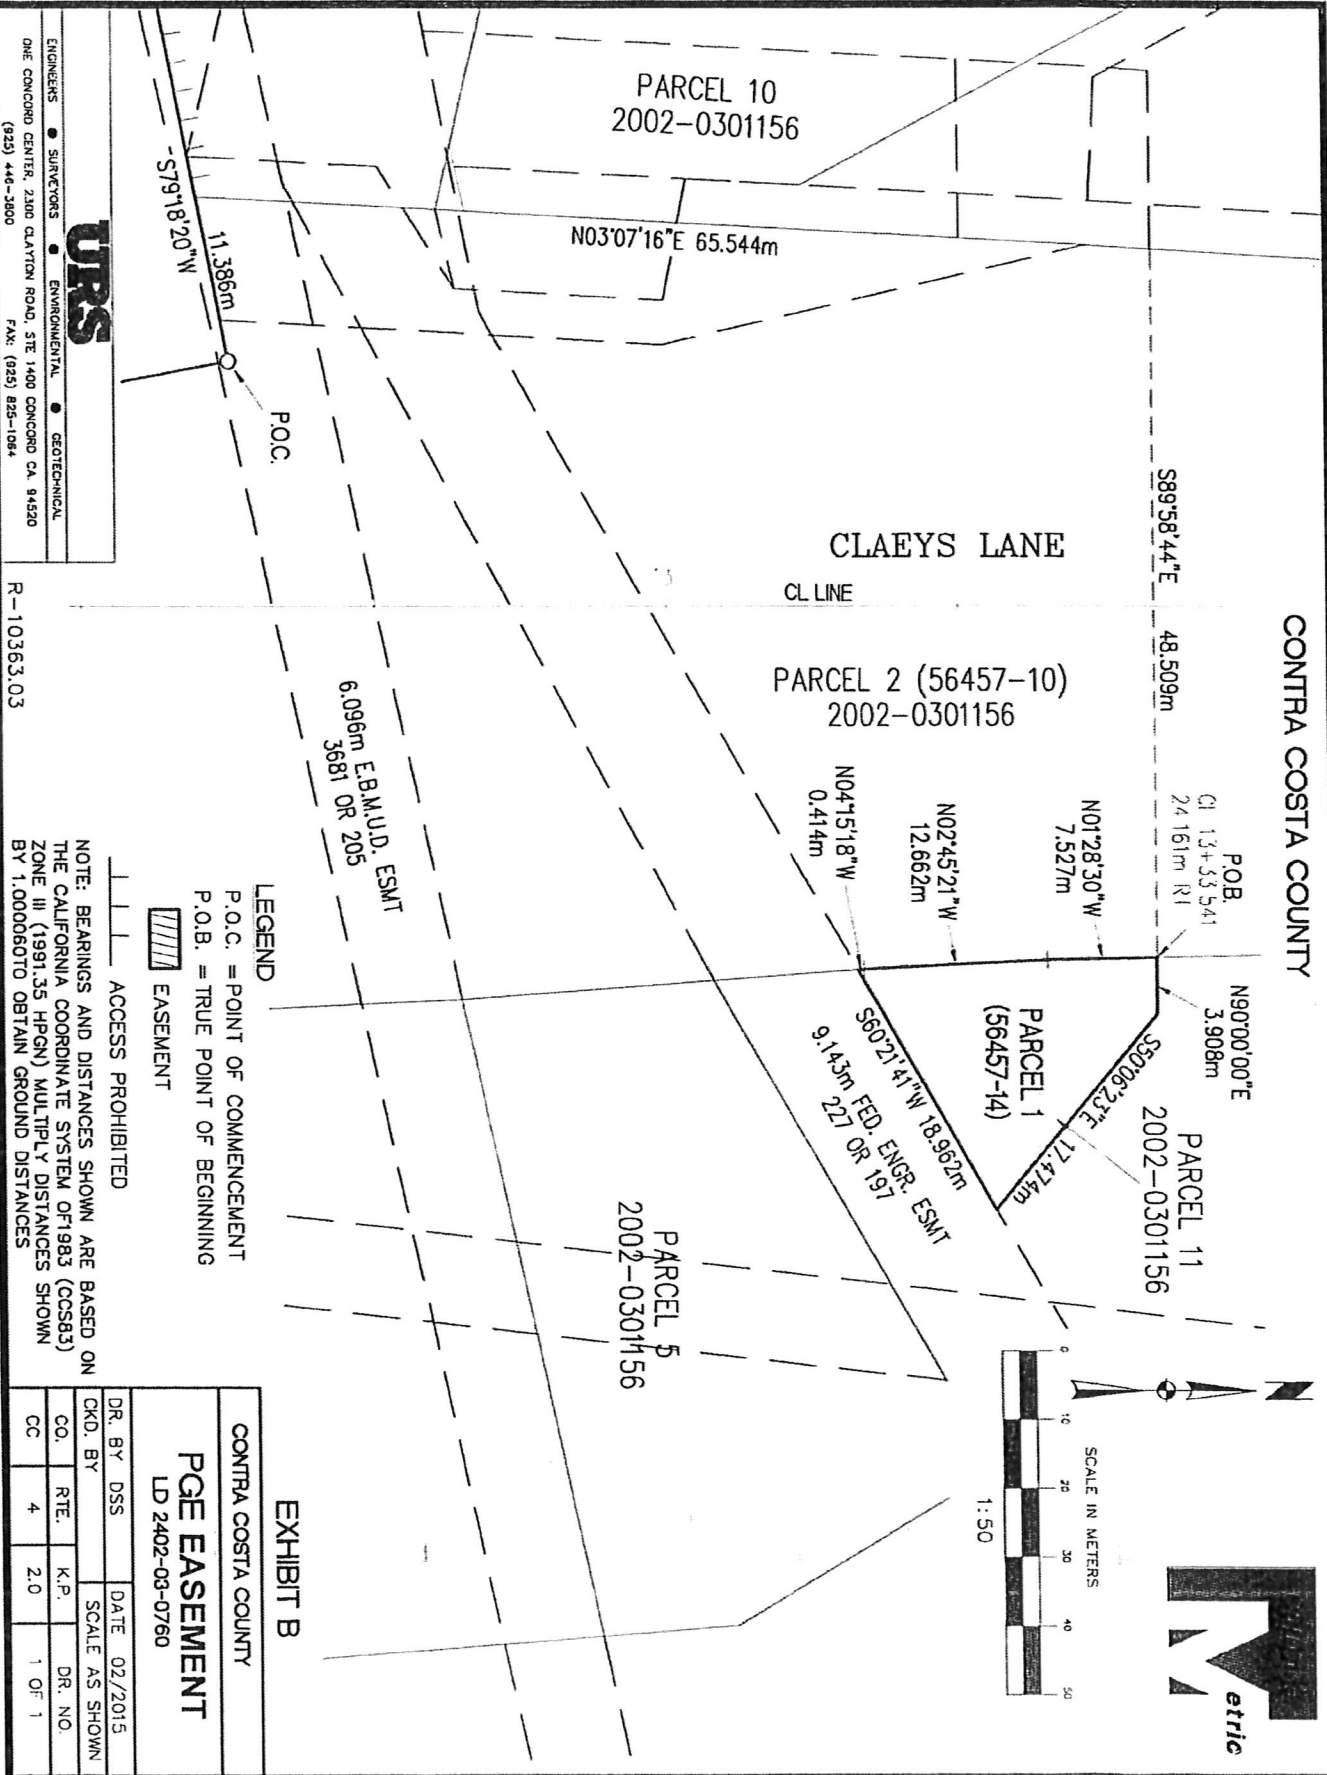 CONTRA COSTA COUNTY
etric
SCALE IN METERS
0 10 20 30 40 50
1:50
PARCEL 10
2002-0301156
N03°07'16"E 65.544m
S89°58'44"E 48.509m
P.O.B.
24.161m
N90°00'00"E
3.908m
N01°28'30"W
7.527m
N02°45'21"W
12.662m
N04°15'18"W
0.414m
S50°06'23"E 17.474m
PARCEL 11
2002-0301156
PARCEL 1
(56457-14)
S60°21'41"W 18.962m
9.143m FED. ENGR. ESMT
227 OR 197
CLAEYS LANE
CL LINE
PARCEL 2 (56457-10)
2002-0301156
PARCEL 5
2002-0301156
11.386m
S79°18'20"W
P.O.C.
6.096m E.B.M.U.D. ESMT
3681 OR 205
LEGEND
P.O.C. =POINT OF COMMENCEMENT
P.O.B. =TRUE POINT OF BEGINNING
EASEMENT
ACCESS PROHIBITED
NOTE: BEARINGS AND DISTANCES SHOWN ARE BASED ON
THE CALIFORNIA COORDINATE SYSTEM OF1983 (CCS83)
ZONE III (1991.35 HPGN) MULTIPLY DISTANCES SHOWN
BY 1.000060TO OBTAIN GROUND DISTANCES
URS
ENGINEERS ● SURVEYORS ● ENVIRONMENTAL ● GEOTECHNICAL
ONE CONCORD CENTER, 2300 CLAYTON ROAD, STE 1400 CONCORD CA. 94520
(925) 446-3800 FAX: (925) 825-1064
R-10363.03
EXHIBIT B
CONTRA COSTA COUNTY
PGE EASEMENT
LD 2402-03-0760
DR. BY DSS DATE 02/2015
CKD. BY SCALE AS SHOWN
CO. RTE. K.P. DR. NO.
CC 4 2.0 1 OF 1